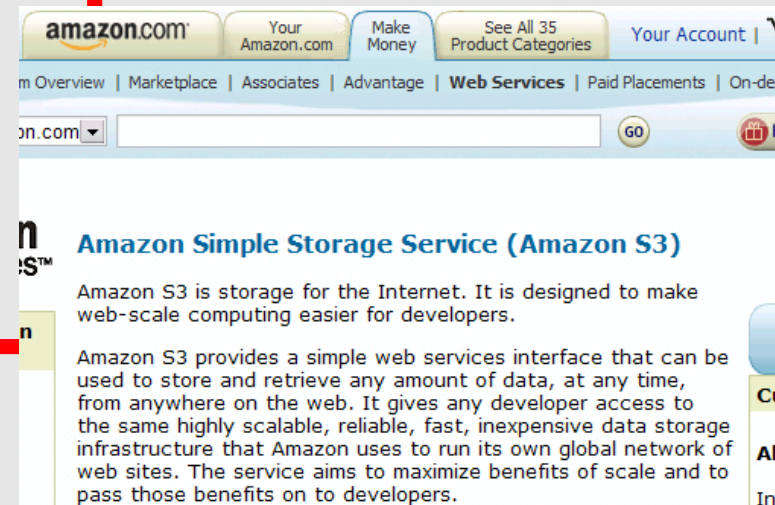 amazon.com
Your
Amazon.com
Make
Money
See All 35
Product Categories
Your Account |
m Overview | Marketplace | Associates | Advantage | Web Services | Paid Placements | On-de
on.com
GO
n
es™
Amazon Simple Storage Service (Amazon S3)
Amazon S3 is storage for the Internet. It is designed to make
web-scale computing easier for developers.
n
Amazon S3 provides a simple web services interface that can be
used to store and retrieve any amount of data, at any time,
from anywhere on the web. It gives any developer access to
the same highly scalable, reliable, fast, inexpensive data storage
infrastructure that Amazon uses to run its own global network of
web sites. The service aims to maximize benefits of scale and to
pass those benefits on to developers.
In